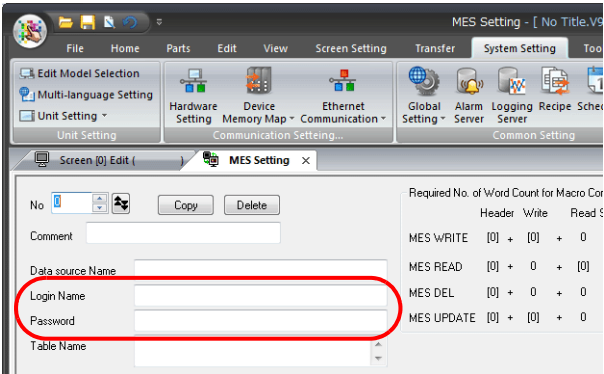 MES Setting - [ No Title.V9
File Home Parts Edit View Screen Setting Transfer System Setting Too
Edit Model Selection
Multi-language Setting
Unit Setting
Hardware Setting
Device Memory Map
Ethernet Communication
Global Setting
Alarm Server
Logging Server
Recipe
Sched
Unit Setting
Communication Setteing...
Common Setting
Screen [0] Edit ( )
MES Setting ×
No 0 Copy Delete
Comment
Data source Name
Login Name
Password
Table Name
Required No. of Word Count for Macro Com
Header Write Read S
MES WRITE [0] + [0] + 0
MES READ [0] + 0 + [0]
MES DEL [0] + 0 + 0
MES UPDATE [0] + [0] + 0